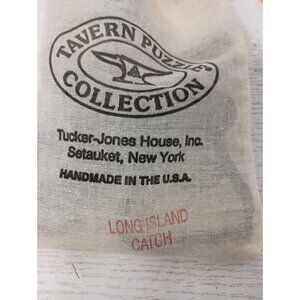 TAVERN PUZZLE®
COLLECTION
Tucker-Jones House, Inc.
Setauket, New York
HANDMADE IN THE U.S.A.
LONG ISLAND
CATCH